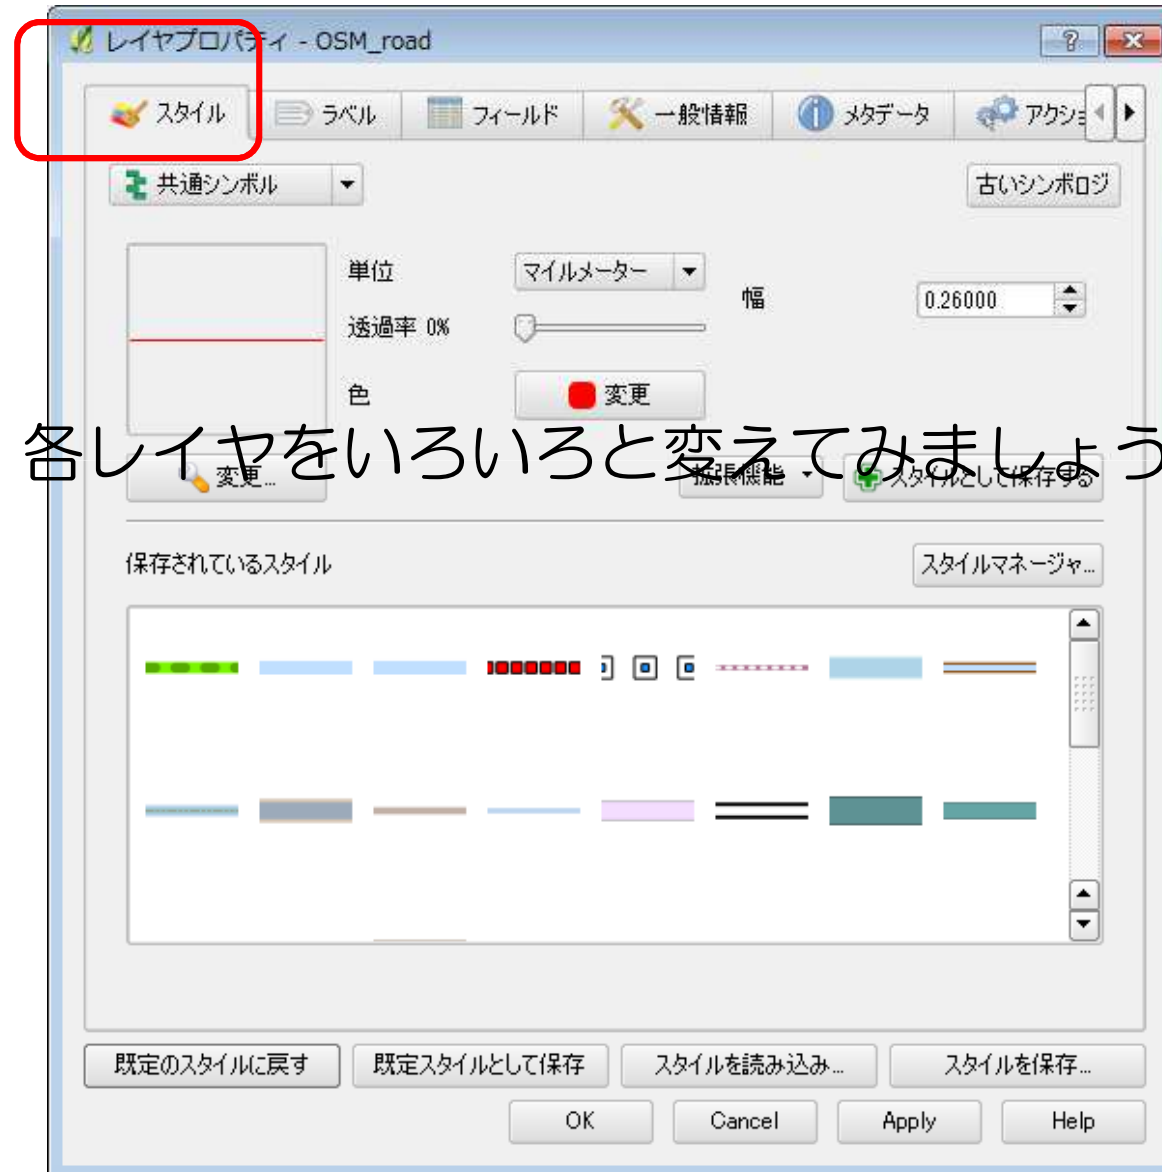 レイヤプロパティ - OSM_road
スタイル ラベル フィールド 一般情報 メタデータ アクショ
共通シンボル 古いシンボロジ
単位 マイルメーター
幅 0.26000
透過率 0%
色 変更
各レイヤをいろいろと変えてみましょう
変更... 拡張機能 スタイルとして保存する
保存されているスタイル スタイルマネージャ...
既定のスタイルに戻す 既定スタイルとして保存 スタイルを読み込み... スタイルを保存...
OK Cancel Apply Help